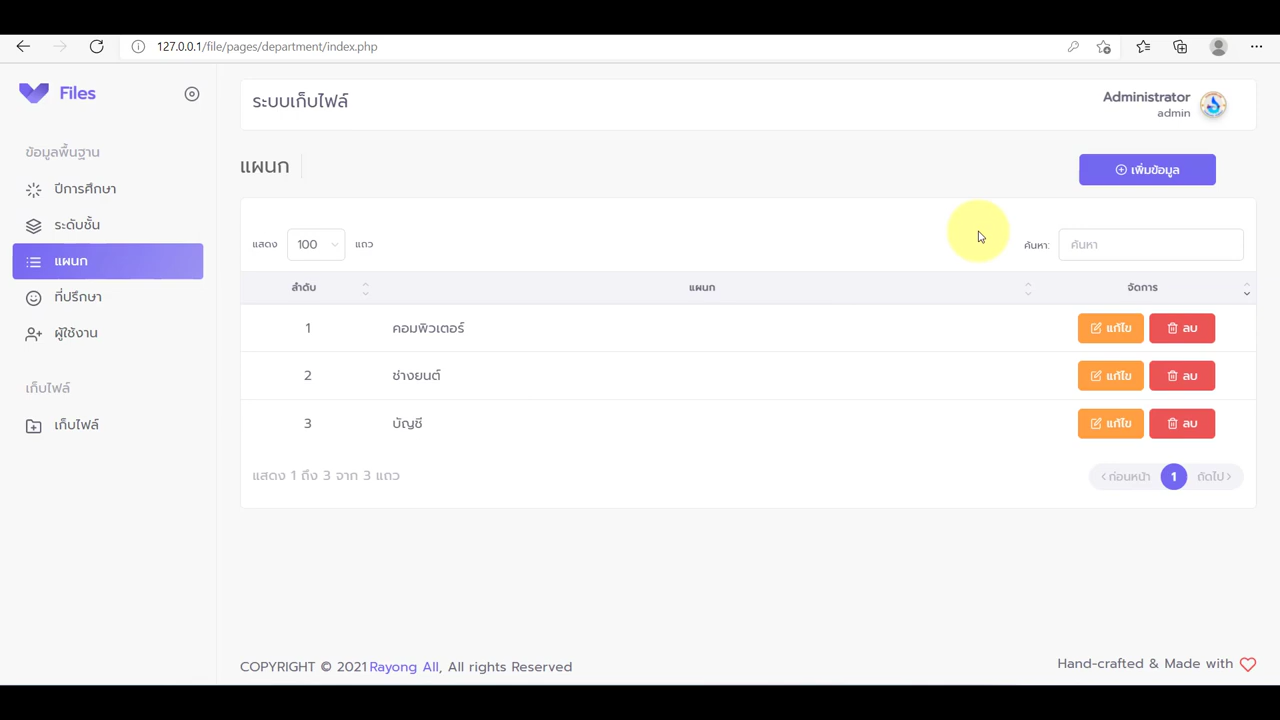 127.0.0.1/file/pages/department/index.php
Files
ข้อมูลพื้นฐาน
ปีการศึกษา
ระดับชั้น
แผนก
ที่ปรึกษา
ผู้ใช้งาน
เก็บไฟล์
เก็บไฟล์
ระบบเก็บไฟล์
Administrator
admin
แผนก
เพิ่มข้อมูล
แสดง 100 แถว
ค้นหา: ค้นหา
ลำดับ แผนก จัดการ
1 คอมพิวเตอร์ แก้ไข ลบ
2 ช่างยนต์ แก้ไข ลบ
3 บัญชี แก้ไข ลบ
แสดง 1 ถึง 3 จาก 3 แถว
ก่อนหน้า 1 ถัดไป
COPYRIGHT © 2021 Rayong All, All rights Reserved
Hand-crafted & Made with